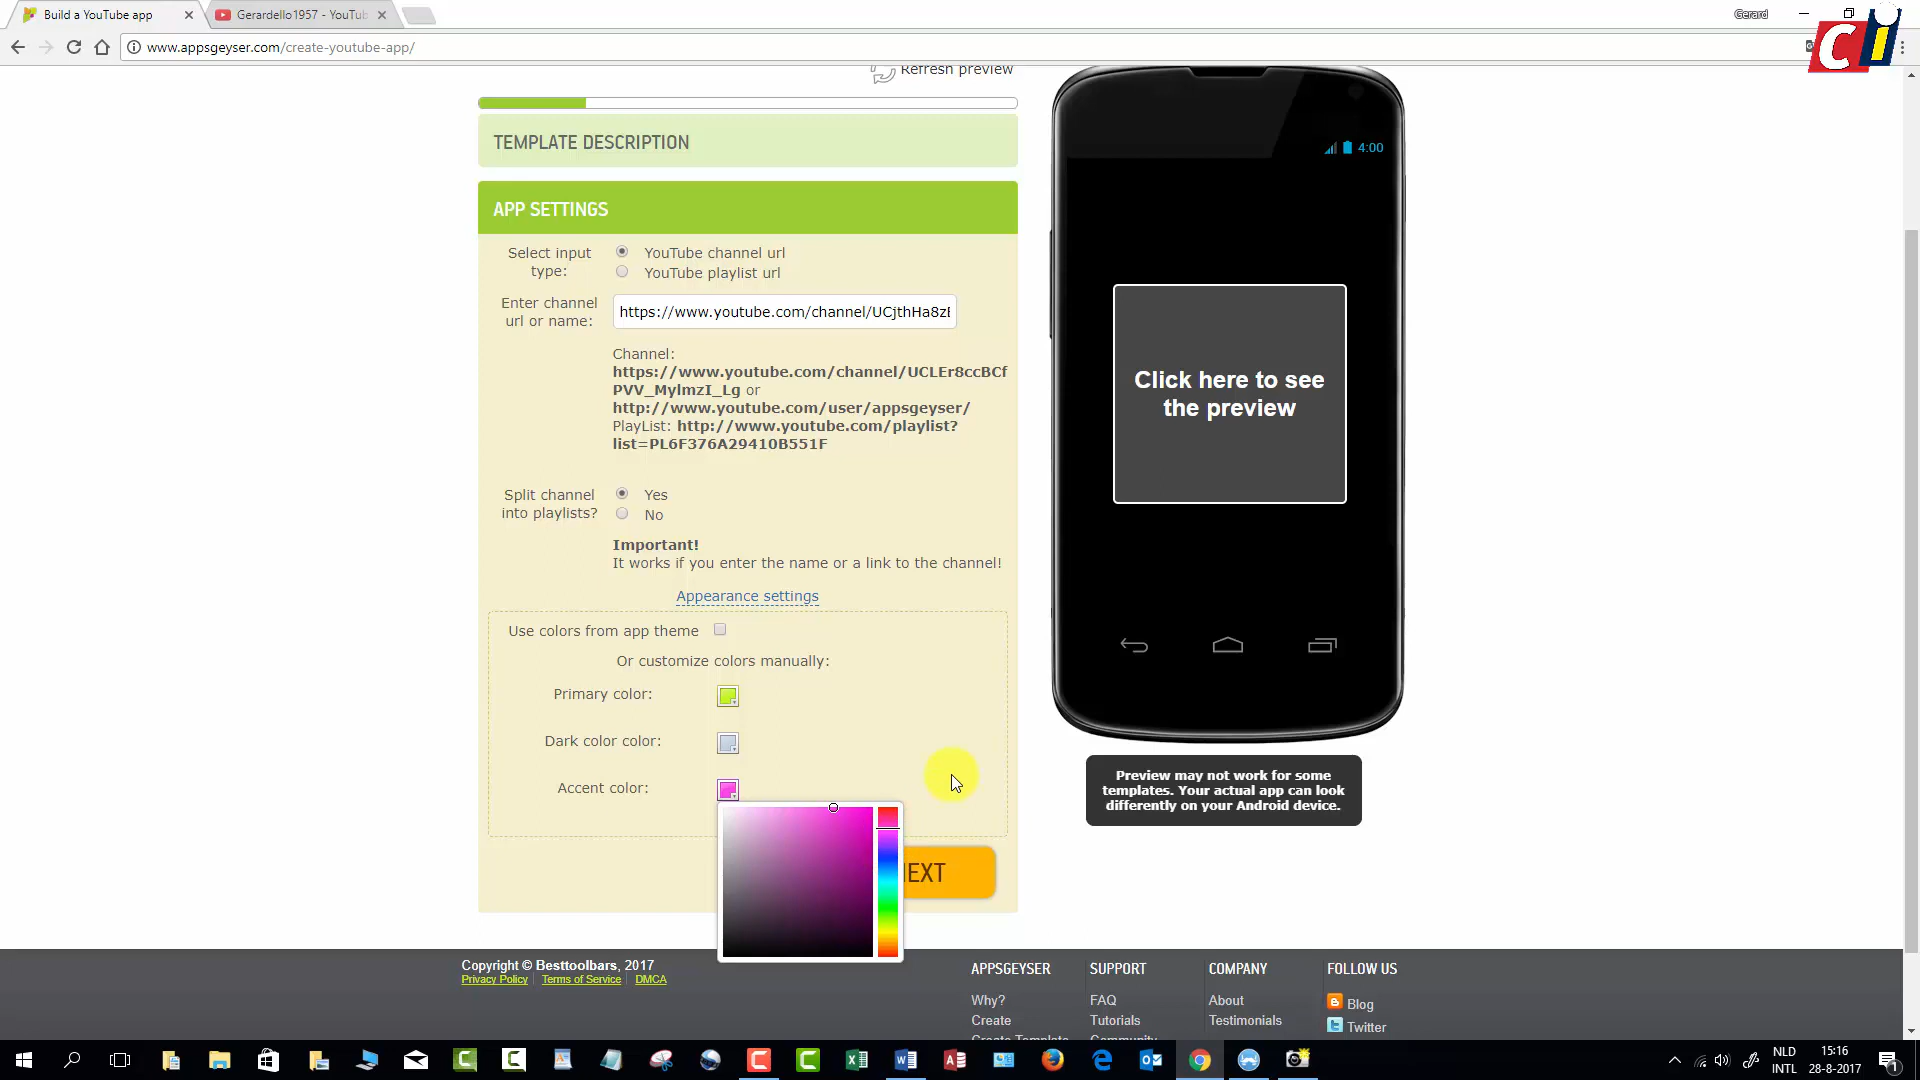 Build a YouTube app
Gerardello1957 - YouTub
Gerard
www.appsgeyser.com/create-youtube-app/
Ci
Refresh preview
TEMPLATE DESCRIPTION
4:00
APP SETTINGS
Select input type:
YouTube channel url
YouTube playlist url
Enter channel url or name:
https://www.youtube.com/channel/UCjthHa8z
Channel:
https://www.youtube.com/channel/UCLEr8ccBCf
PVV_MylmzI_Lg or
http://www.youtube.com/user/appsgeyser/
PlayList: http://www.youtube.com/playlist?
list=PL6F376A29410B551F
Click here to see
the preview
Split channel into playlists?
Yes
No
Important!
It works if you enter the name or a link to the channel!
Appearance settings
Use colors from app theme
Or customize colors manually:
Primary color:
Dark color color:
Accent color:
EXT
Preview may not work for some
templates. Your actual app can look
differently on your Android device.
Copyright © Besttoolbars, 2017
Privacy Policy Terms of Service DMCA
APPSGEYSER SUPPORT COMPANY FOLLOW US
Why? FAQ About Blog
Create Tutorials Testimonials Twitter
NLD
INTL
15:16
28-8-2017
1